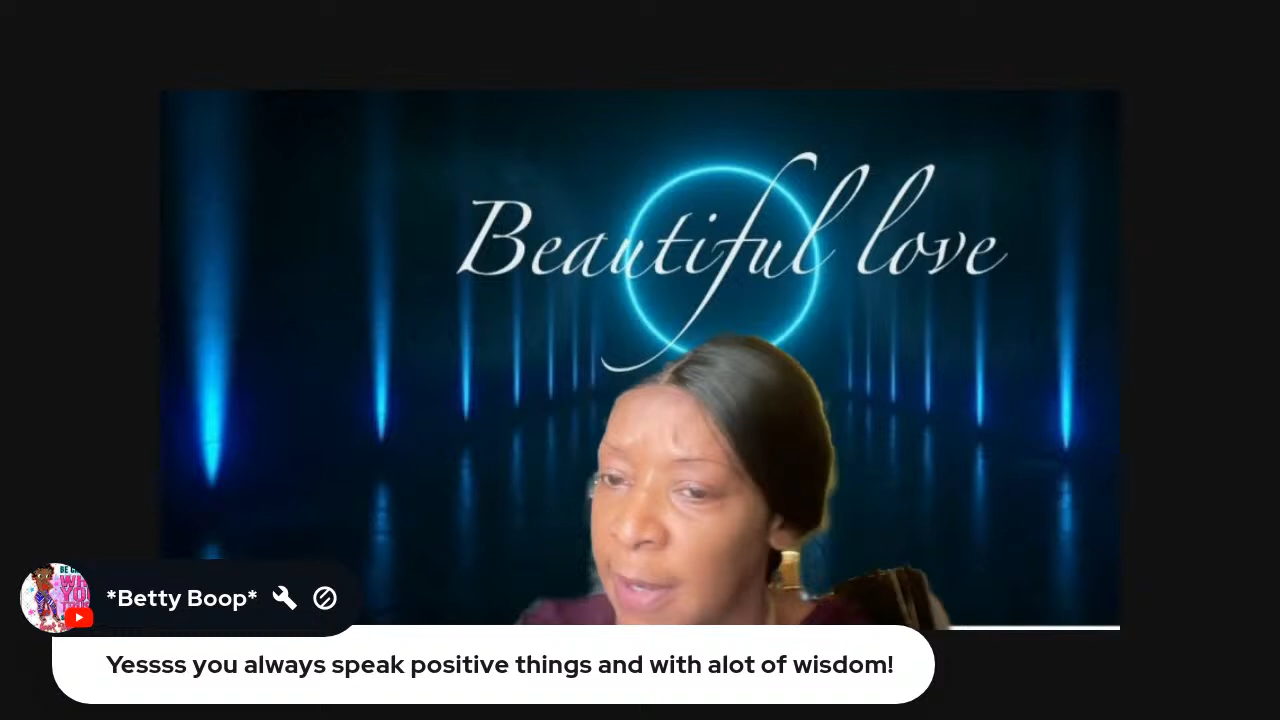 Beautiful love
*Betty Boop*
Yessss you always speak positive things and with alot of wisdom!